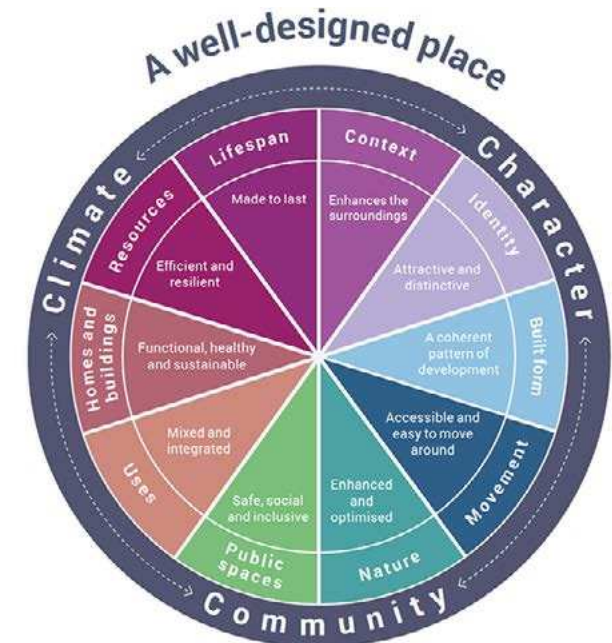 A well-designed place
Climate
Character
Community
Context
Enhances the
surroundings
Identity
Attractive and
distinctive
Built form
A coherent
pattern of
development
Movement
Accessible and
easy to move
around
Nature
Enhanced
and
optimised
Public
spaces
Safe, social
and inclusive
Uses
Mixed and
integrated
Homes and
buildings
Functional, healthy
and sustainable
Resources
Efficient and
resilient
Lifespan
Made to last